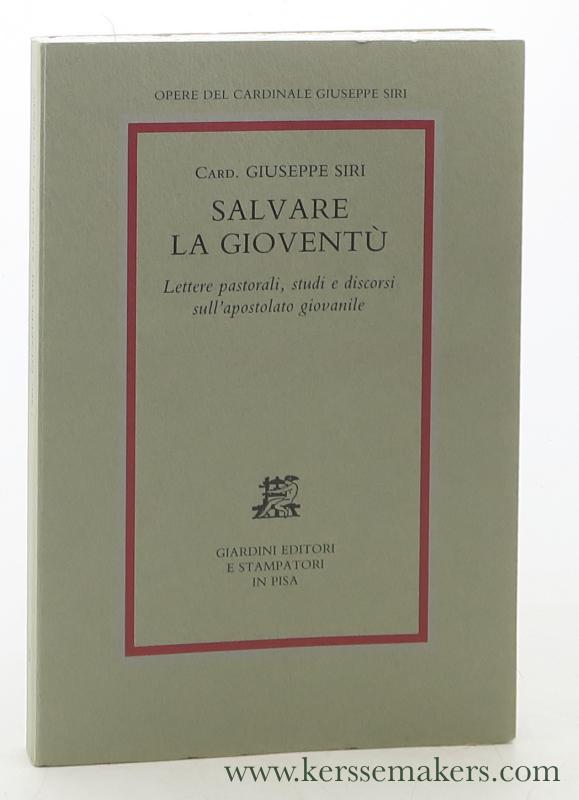 OPERE DEL CARDINALE GIUSEPPE SIRI
CARD. GIUSEPPE SIRI
SALVARE
LA GIOVENTÙ
Lettere pastorali, studi e discorsi
sull'apostolato giovanile
GIARDINI EDITORI
E STAMPATORI
IN PISA
www.kerssemakers.com